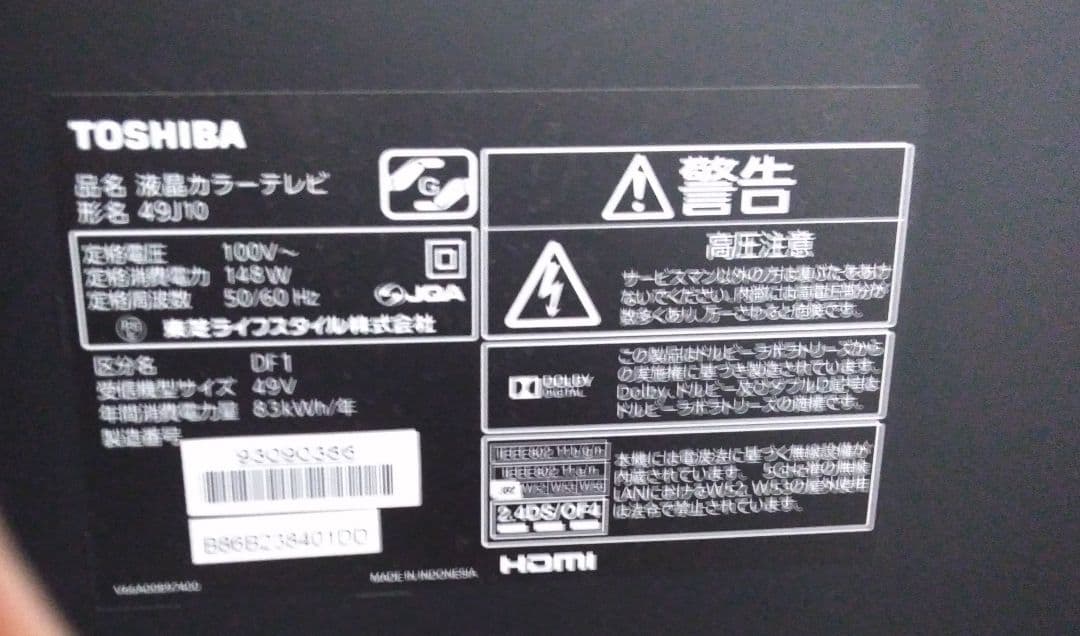 TOSHIBA
品名 液晶カラーテレビ
形名 49J10
G
定格電圧 100V～
定格消費電力 148W
定格周波数 50/60Hz
JQA
東芝ライフスタイル株式会社
区分名 DF1
受信機型サイズ 49V
年間消費電力量 83kWh/年
製造番号
93090386
B86B238401DD
MADE IN INDONESIA
警告
高圧注意
サービスマン以外の方は裏ぶたをあけ
ないでください。内部には高電圧部分が
数多くあり、万一さわると危険です。
DOLBY
DIGITAL
この製品はドルビーラボラトリーズから
の実施権に基づき製造されています。
Dolby、ドルビー及びダブルD記号は
ドルビーラボラトリーズの商標です。
IEEE802.11b/g/n
IEEE802.11a/n
W52 W53 W56
2.4DS/OF4
本機には電波法に基づく無線設備が
内蔵されています。 5GHz帯の無線
LANにおけるW52、W53の屋外使用
は法令で禁止されています。
HDMI